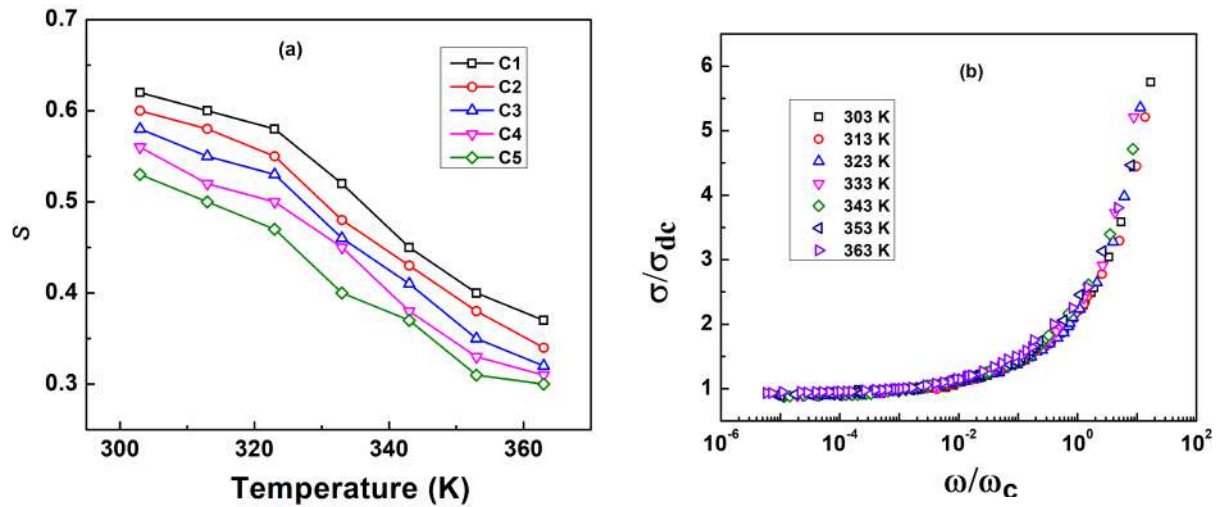 (a)
0.7
0.6
0.5
0.4
0.3
s
300
320
340
360
Temperature (K)
C1
C2
C3
C4
C5
(b)
6
5
4
3
2
1
σ/σdc
303 K
313 K
323 K
333 K
343 K
353 K
363 K
10⁻⁶
10⁻⁴
10⁻²
10⁰
10²
ω/ωc